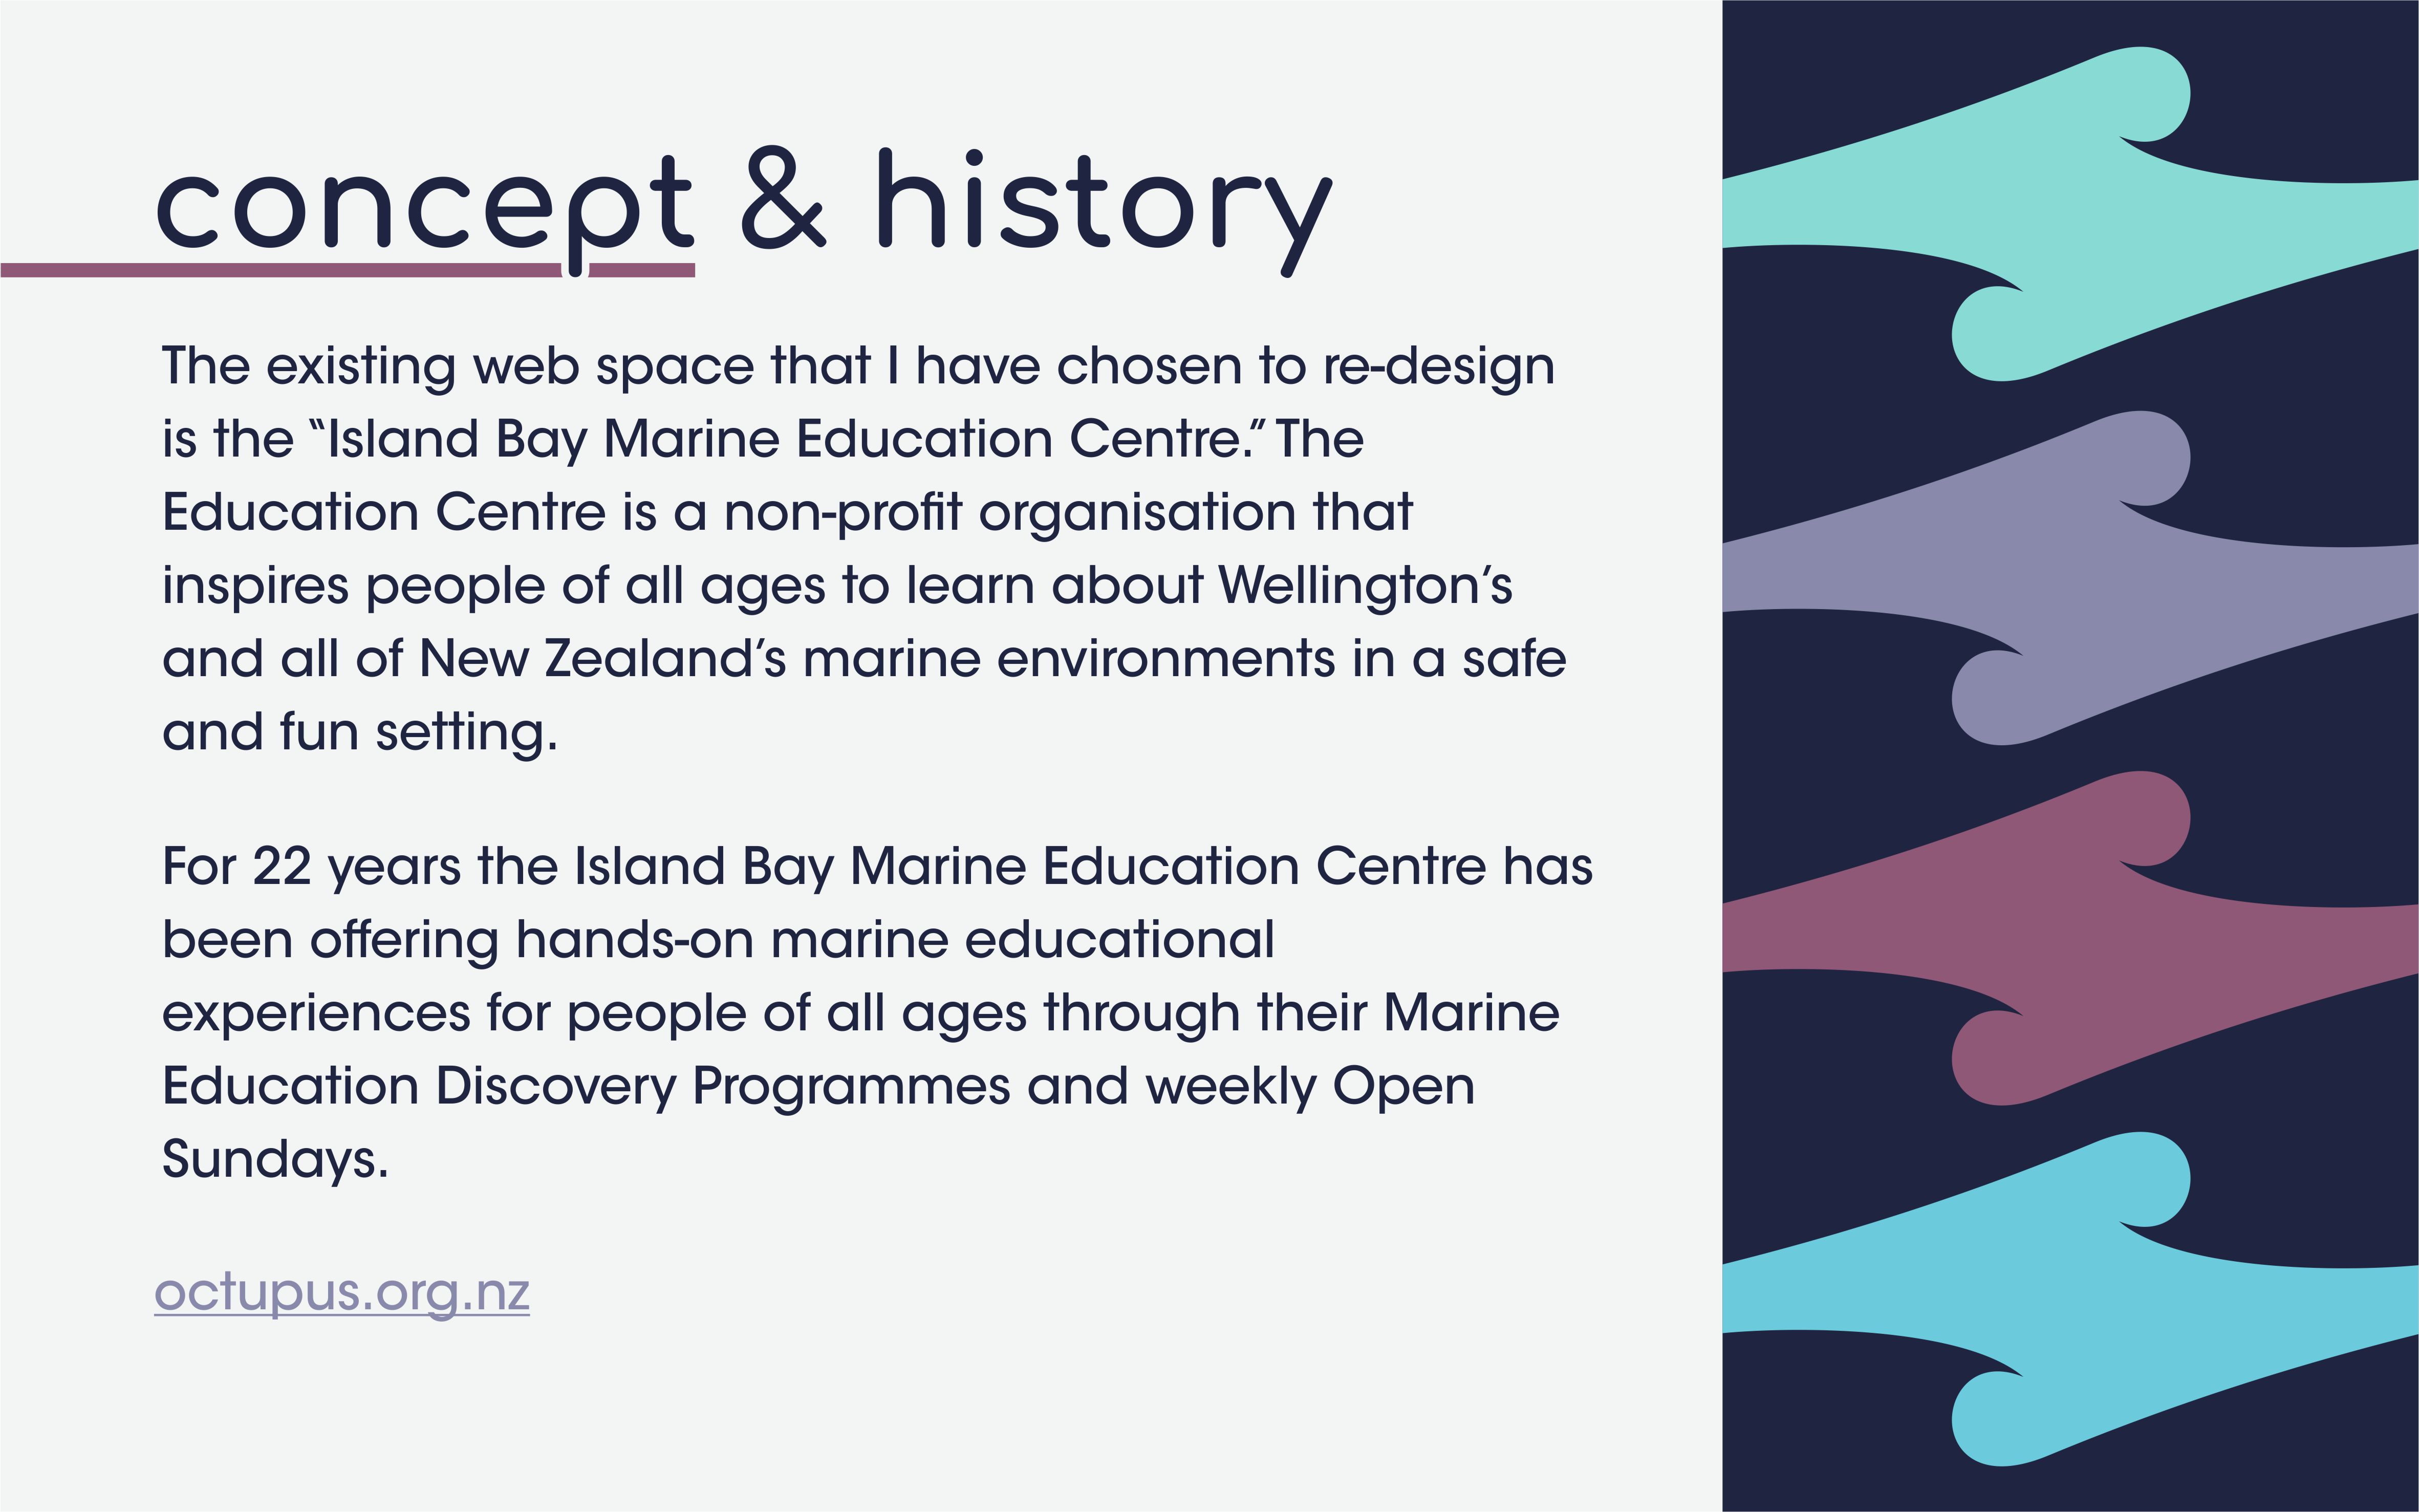 concept & history
The existing web space that I have chosen to re-design
is the “Island Bay Marine Education Centre.” The
Education Centre is a non-profit organisation that
inspires people of all ages to learn about Wellington’s
and all of New Zealand’s marine environments in a safe
and fun setting.
For 22 years the Island Bay Marine Education Centre has
been offering hands-on marine educational
experiences for people of all ages through their Marine
Education Discovery Programmes and weekly Open
Sundays.
octupus.org.nz